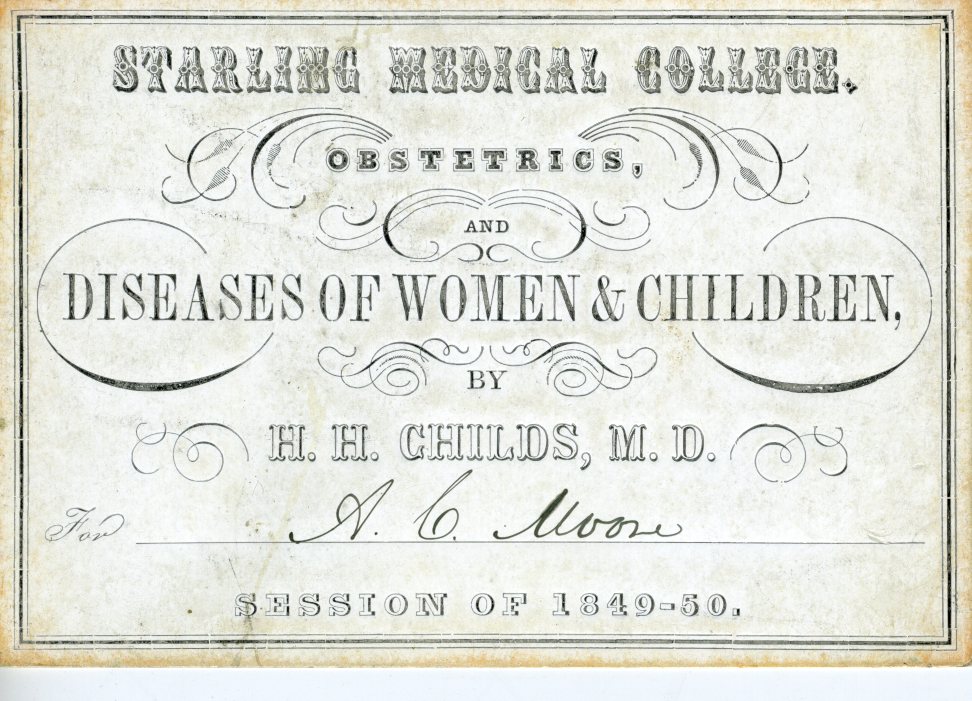 STARLING MEDICAL COLLEGE.
OBSTETRICS,
AND
DISEASES OF WOMEN & CHILDREN,
BY
H. H. CHILDS, M. D.
For A. C. Moore
SESSION OF 1849-50.